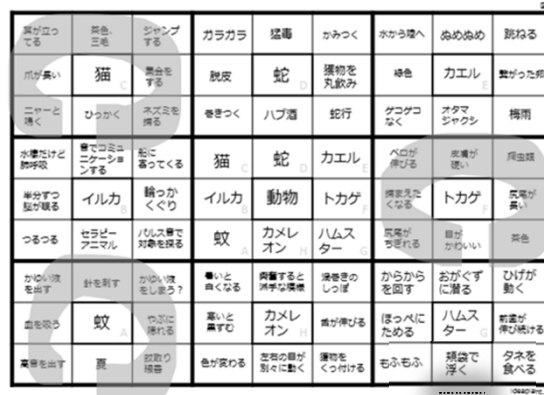 耳が立ってる 茶色、三毛 ジャンプする ガラガラ 猛毒 かみつく 水から陸へ ぬめぬめ 跳ねる
爪が長い 猫 集会をする 脱皮 蛇 獲物を丸飲み 緑色 カエル
ニャーと鳴く ひっかく ネズミを捕る 巻きつく ハブ酒 蛇行 ゲコゲコなく オタマジャクシ 梅雨
水棲だけど肺呼吸 音でコミュニケーションする 船に寄ってくる 猫 蛇 カエル ベロが伸びる 皮膚が硬い 爬虫類
半分ずつ脳が眠る イルカ 輪っかくぐり イルカ 動物 トカゲ 捕まえたくなる トカゲ 尻尾が長い
つるつる セラピーアニマル パルス音で対象を探る 蚊 カメレオン ハムスター 尻尾がちぎれる 目がかわいい 茶色
かゆい液を出す 針を刺す かゆい液をしまう? 暑いと白くなる 興奮すると派手な模様 渦巻きのしっぽ からからを回す おがくずに潜る ひげが動く
血を吸う 蚊 やぶに隠れる 寒いと黒ずむ カメレオン 舌が伸びる ほっぺにためる ハムスター 前歯が伸び続ける
高音を出す 夏 蚊取り線香 色が変わる 左右の目が別々に動く 獲物をくっ付ける もふもふ 頬袋で浮く タネを食べる